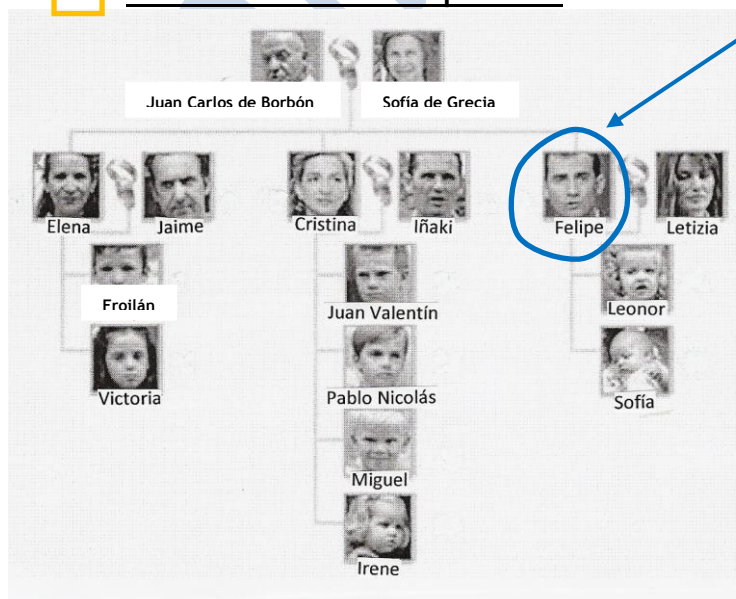 Juan Carlos de Borbón Sofía de Grecia
Elena Jaime Cristina Iñaki Felipe Letizia
Froilán Juan Valentín Leonor
Victoria Pablo Nicolás Sofía
Miguel
Irene